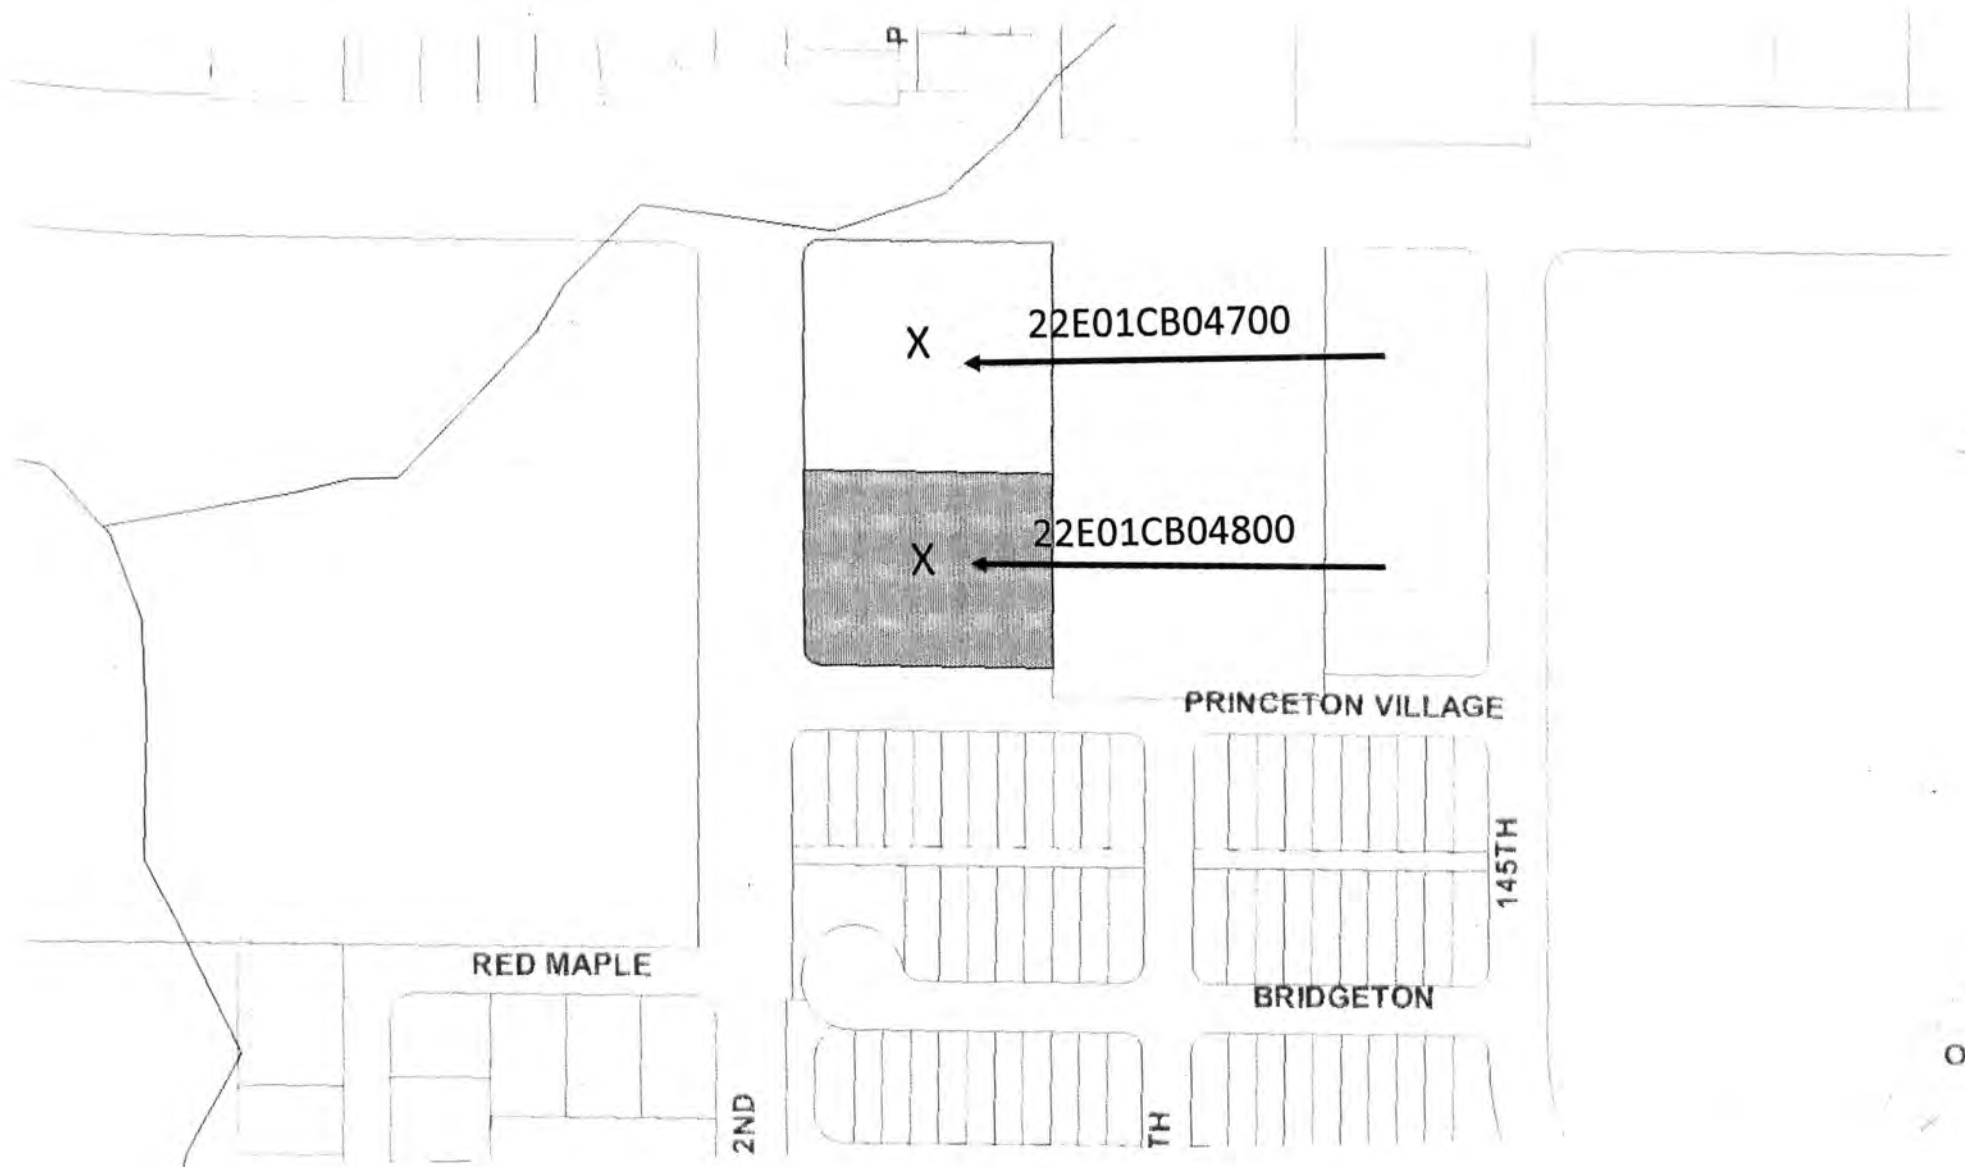 X
22E01CB04700
X
22E01CB04800
PRINCETON VILLAGE
145TH
RED MAPLE
BRIDGETON
2ND
TH
O